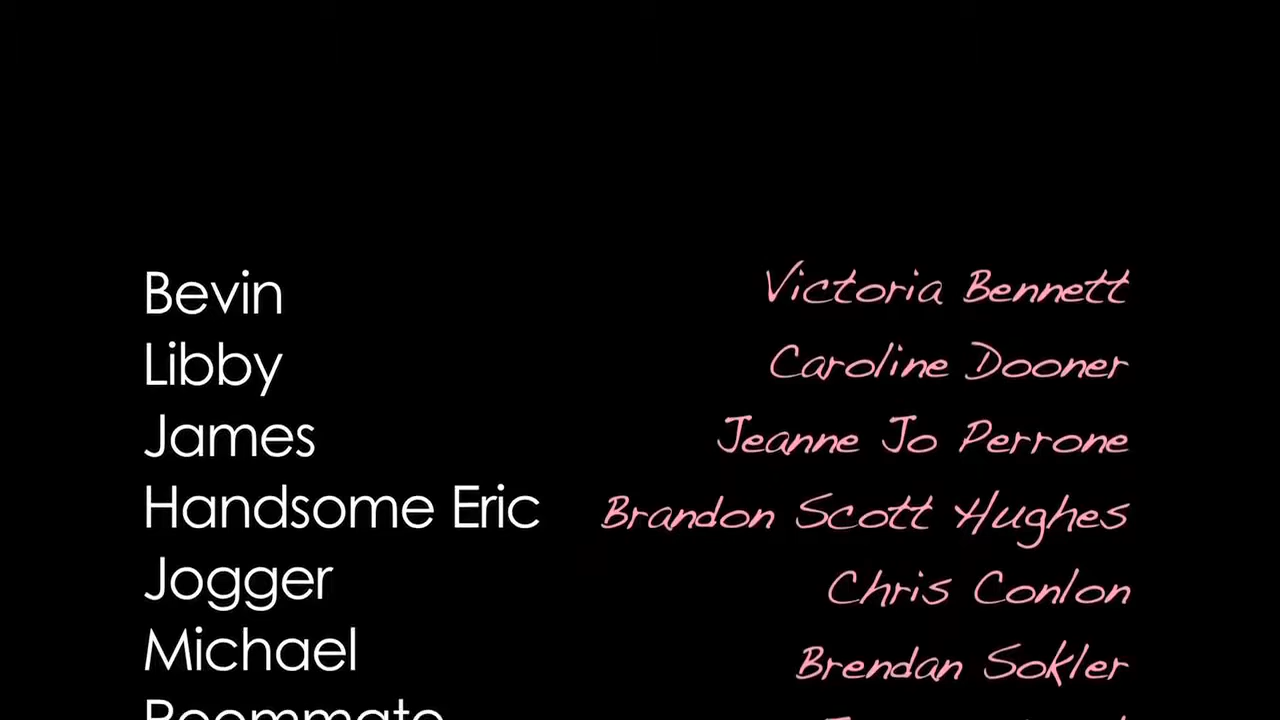 Bevin Victoria Bennett
Libby Caroline Dooner
James Jeanne Jo Perrone
Handsome Eric Brandon Scott Hughes
Jogger Chris Conlon
Michael Brendan Sokler
Roommate